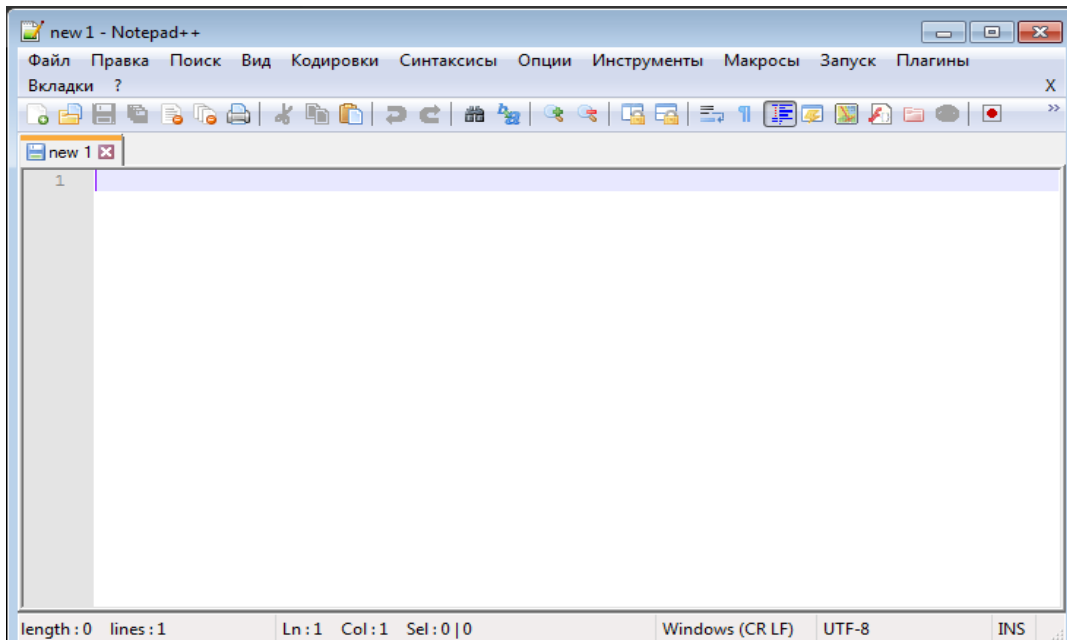 new 1 - Notepad++
Файл Правка Поиск Вид Кодировки Синтаксисы Опции Инструменты Макросы Запуск Плагины
Вкладки ? X
new 1
1
length : 0 lines : 1 Ln : 1 Col : 1 Sel : 0 | 0 Windows (CR LF) UTF-8 INS